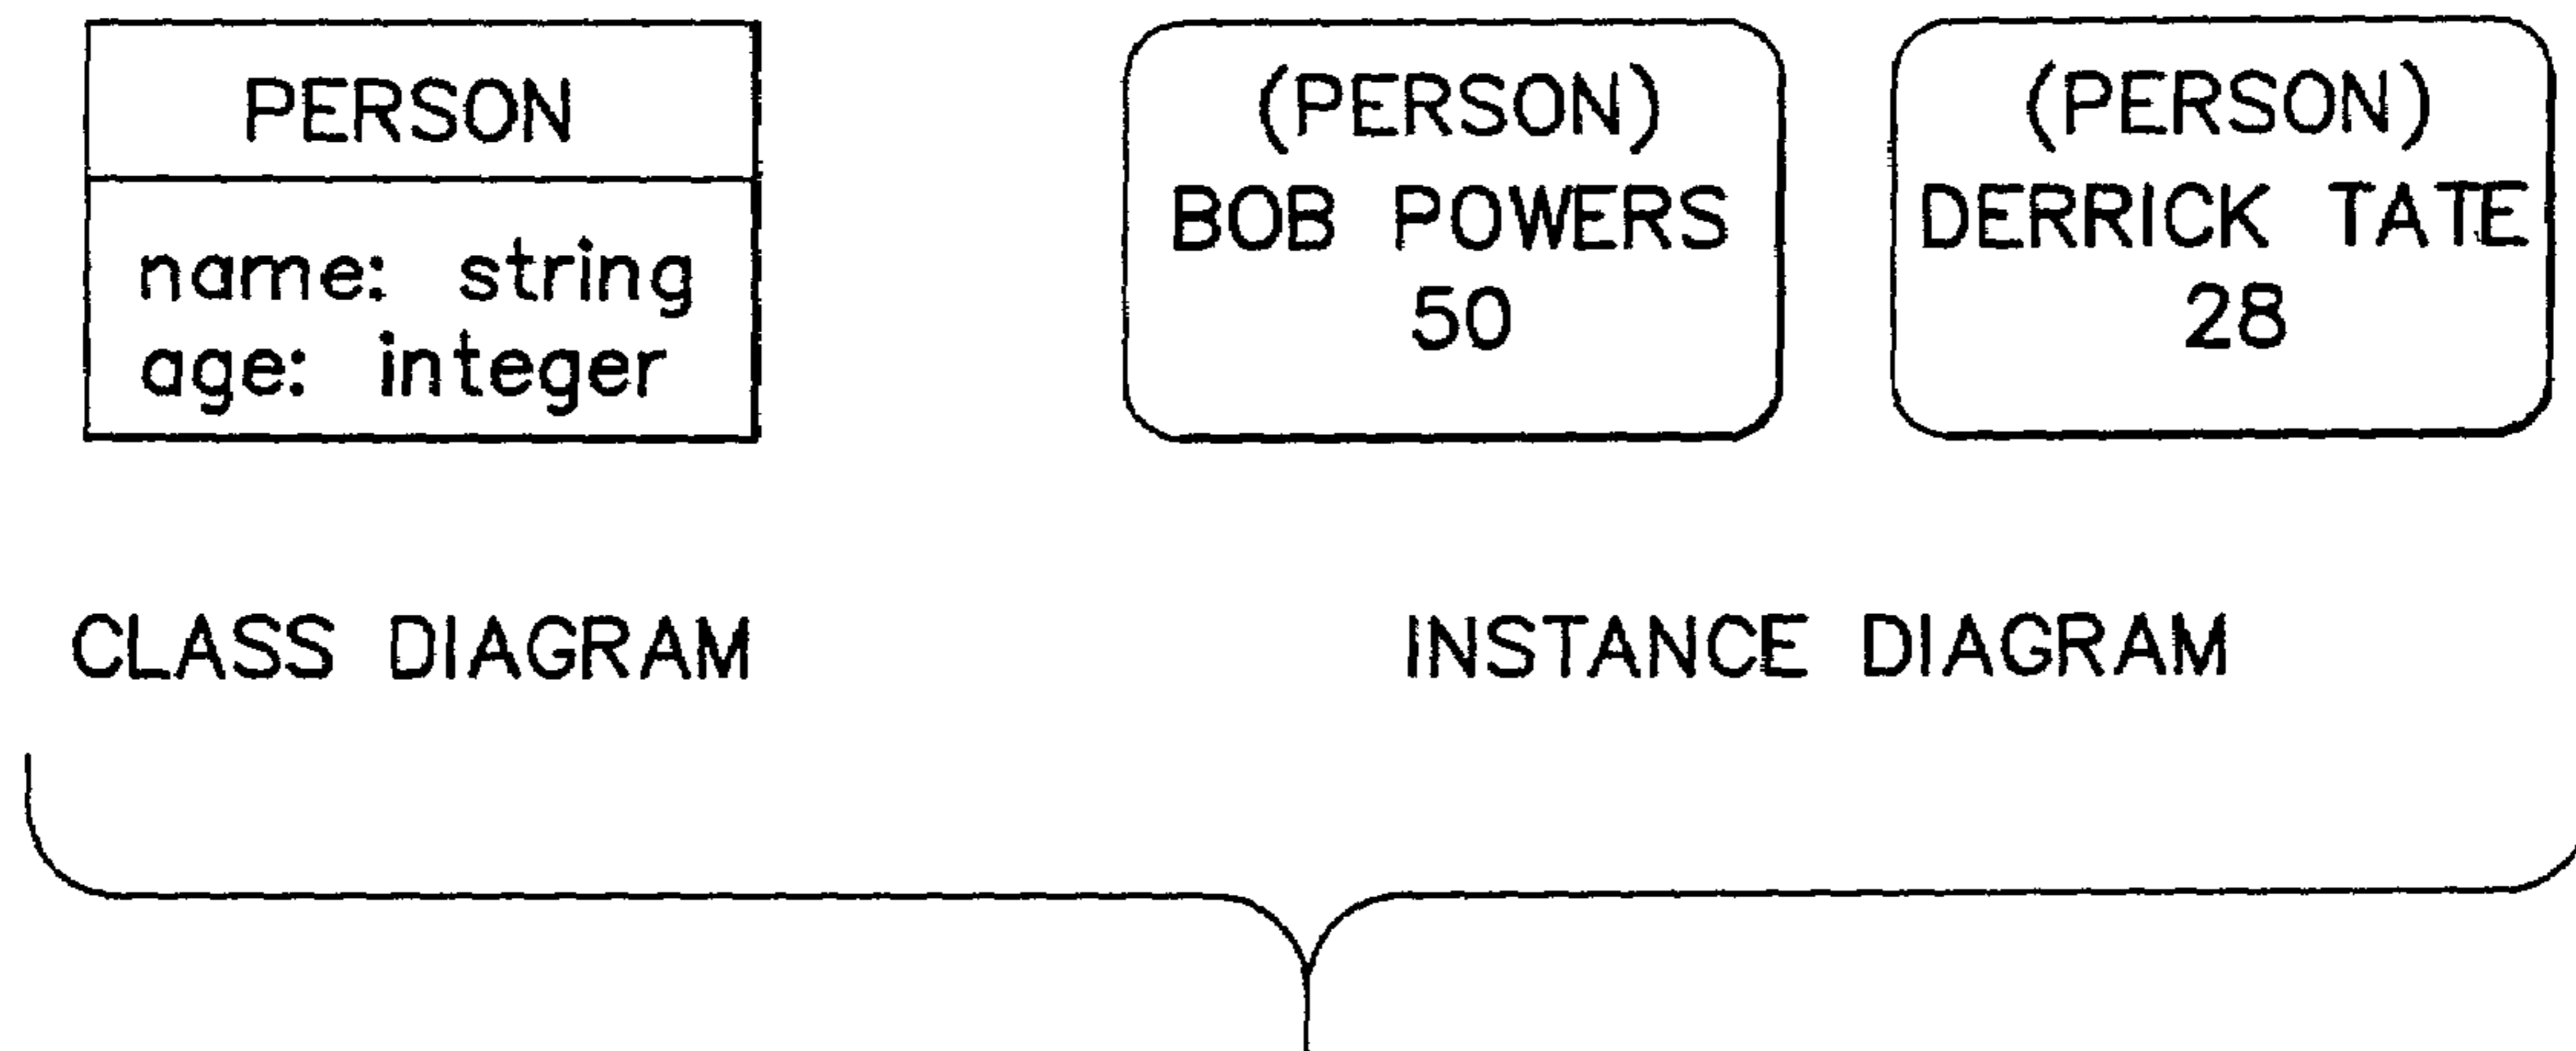 PERSON
name: string
age: integer
(PERSON)
BOB POWERS
50
(PERSON)
DERRICK TATE
28
CLASS DIAGRAM
INSTANCE DIAGRAM